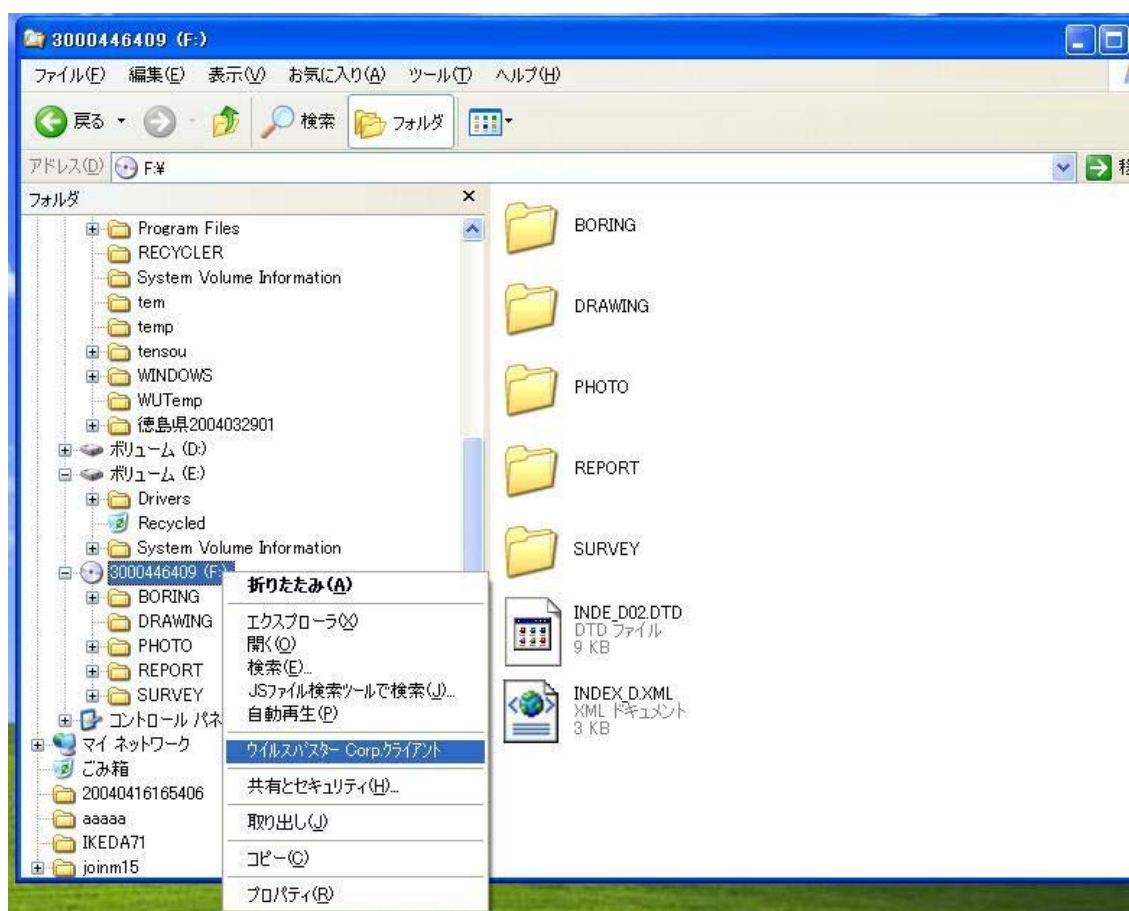 3000446409 (F:)
ファイル(F) 編集(E) 表示(V) お気に入り(A) ツール(T) ヘルプ(H)
戻る 検索 フォルダ
アドレス(D) F:¥
フォルダ
Program Files
RECYCLER
System Volume Information
tem
temp
tensou
WINDOWS
WUTemp
徳島県2004032901
ボリューム (D:)
ボリューム (E:)
Drivers
Recycled
System Volume Information
3000446409 (F:)
BORING
DRAWING
PHOTO
REPORT
SURVEY
コントロール パネ
マイ ネットワーク
ごみ箱
20040416165406
aaaaa
IKEDA71
joinm15
折りたたみ(A)
エクスプローラ(X)
開く(O)
検索(E)...
JSファイル検索ツールで検索(J)...
自動再生(P)
ウイルスバスター Corp.クライアント
共有とセキュリティ(H)...
取り出し(J)
コピー(C)
プロパティ(R)
BORING
DRAWING
PHOTO
REPORT
SURVEY
INDE_D02.DTD
DTD ファイル
9 KB
INDEX_D.XML
XML ドキュメント
3 KB